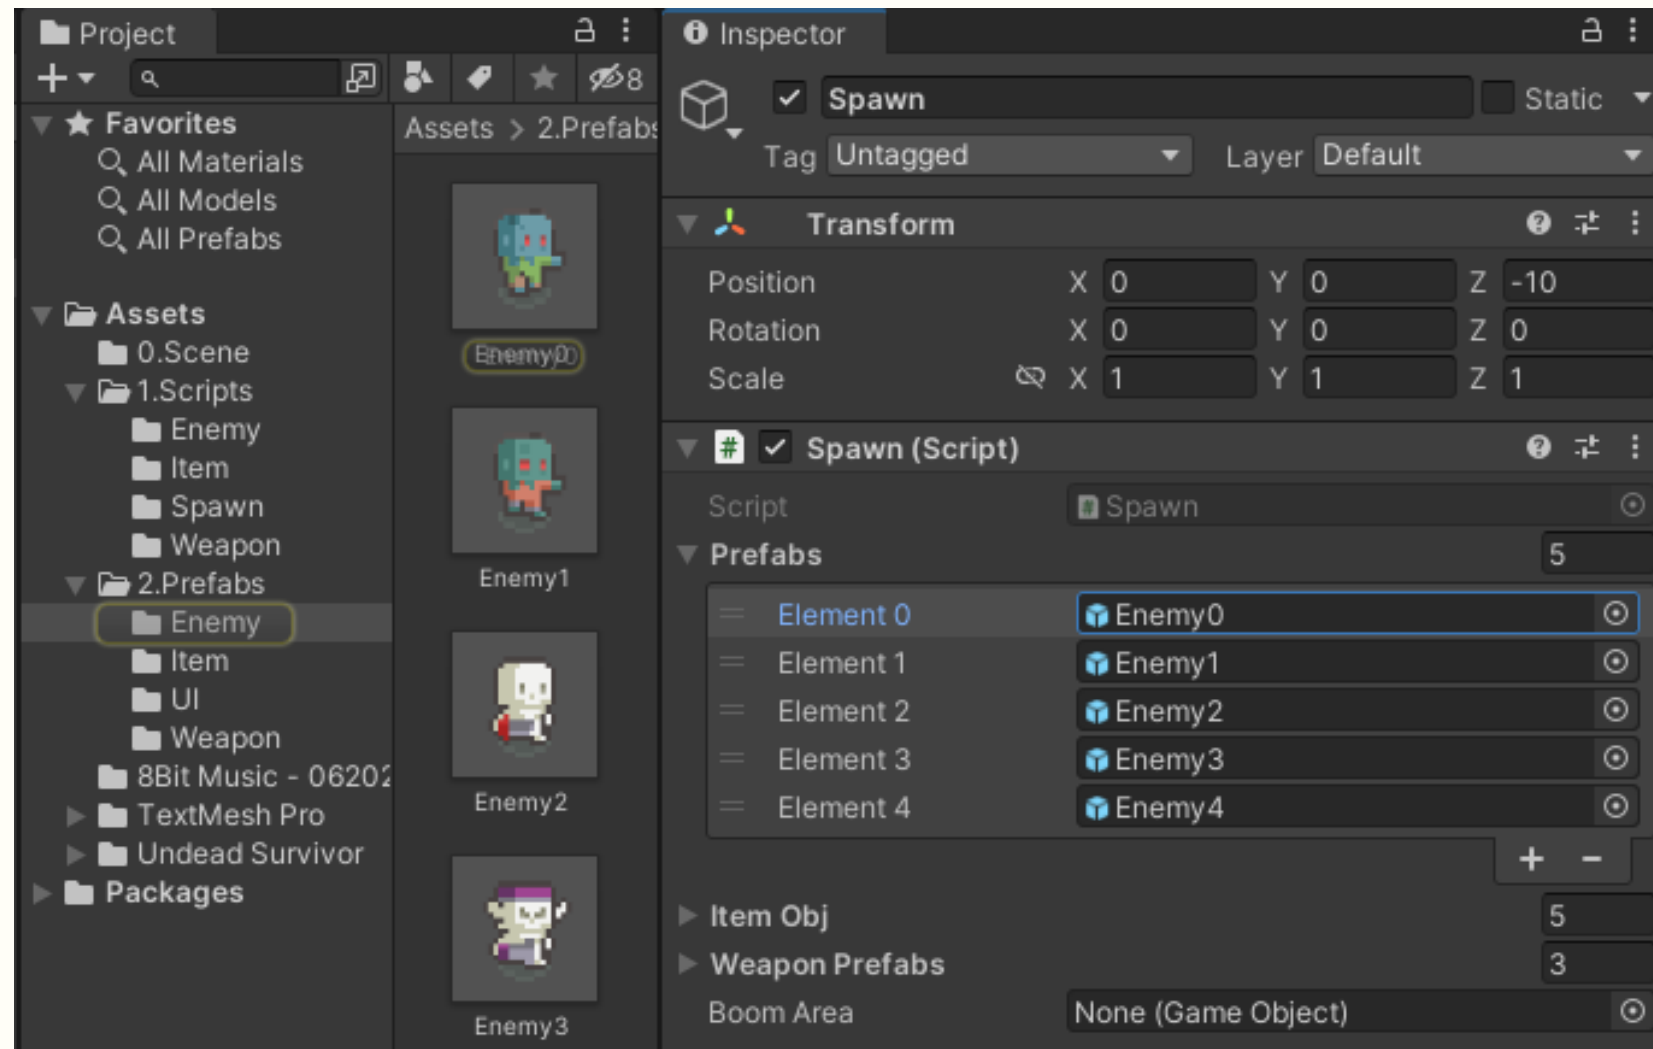 Project
8
Favorites
All Materials
All Models
All Prefabs
Assets
0.Scene
1.Scripts
Enemy
Item
Spawn
Weapon
2.Prefabs
Enemy
Item
UI
Weapon
8Bit Music - 0620
TextMesh Pro
Undead Survivor
Packages
Assets > 2.Prefabs
Enemy0
Enemy1
Enemy2
Enemy3
Inspector
Spawn Static
Tag Untagged Layer Default
Transform
Position X 0 Y 0 Z -10
Rotation X 0 Y 0 Z 0
Scale X 1 Y 1 Z 1
# Spawn (Script)
Script # Spawn
Prefabs 5
Element 0 Enemy0
Element 1 Enemy1
Element 2 Enemy2
Element 3 Enemy3
Element 4 Enemy4
+ -
Item Obj 5
Weapon Prefabs 3
Boom Area None (Game Object)